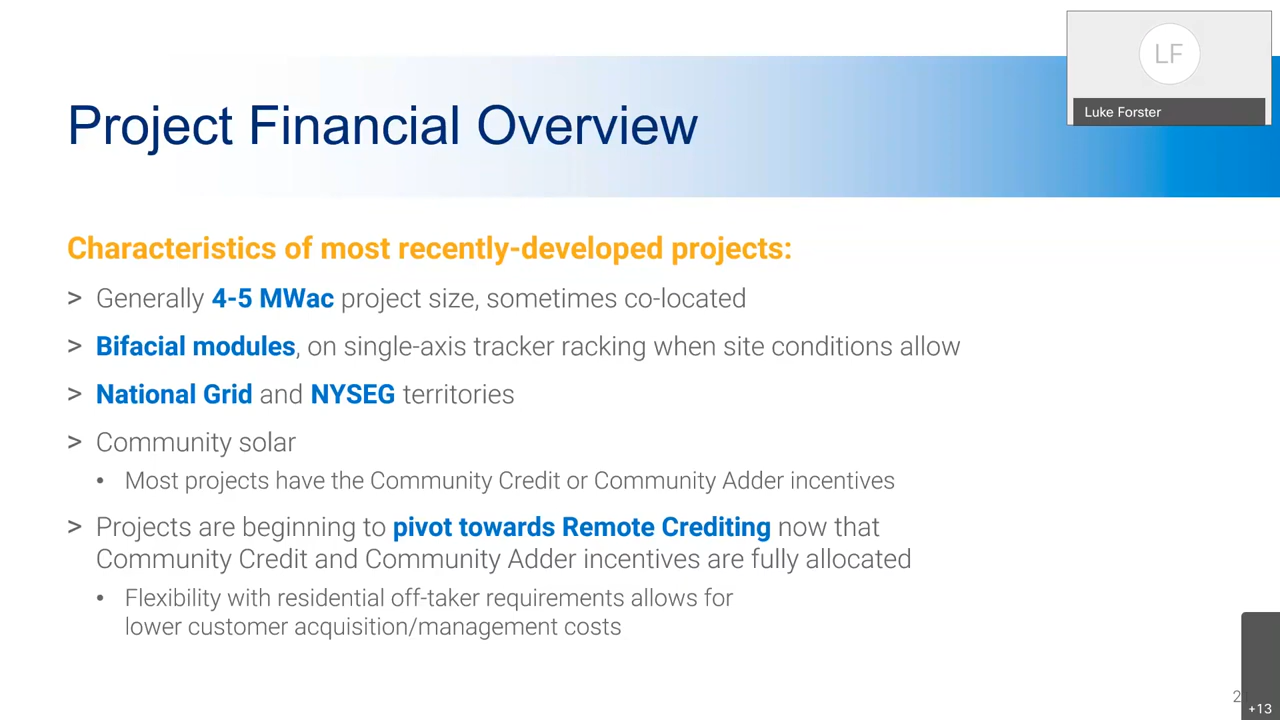 LF
Luke Forster
Project Financial Overview
Characteristics of most recently-developed projects:
> Generally 4-5 MWac project size, sometimes co-located
> Bifacial modules, on single-axis tracker racking when site conditions allow
> National Grid and NYSEG territories
> Community solar
• Most projects have the Community Credit or Community Adder incentives
> Projects are beginning to pivot towards Remote Crediting now that
Community Credit and Community Adder incentives are fully allocated
• Flexibility with residential off-taker requirements allows for
lower customer acquisition/management costs
+13